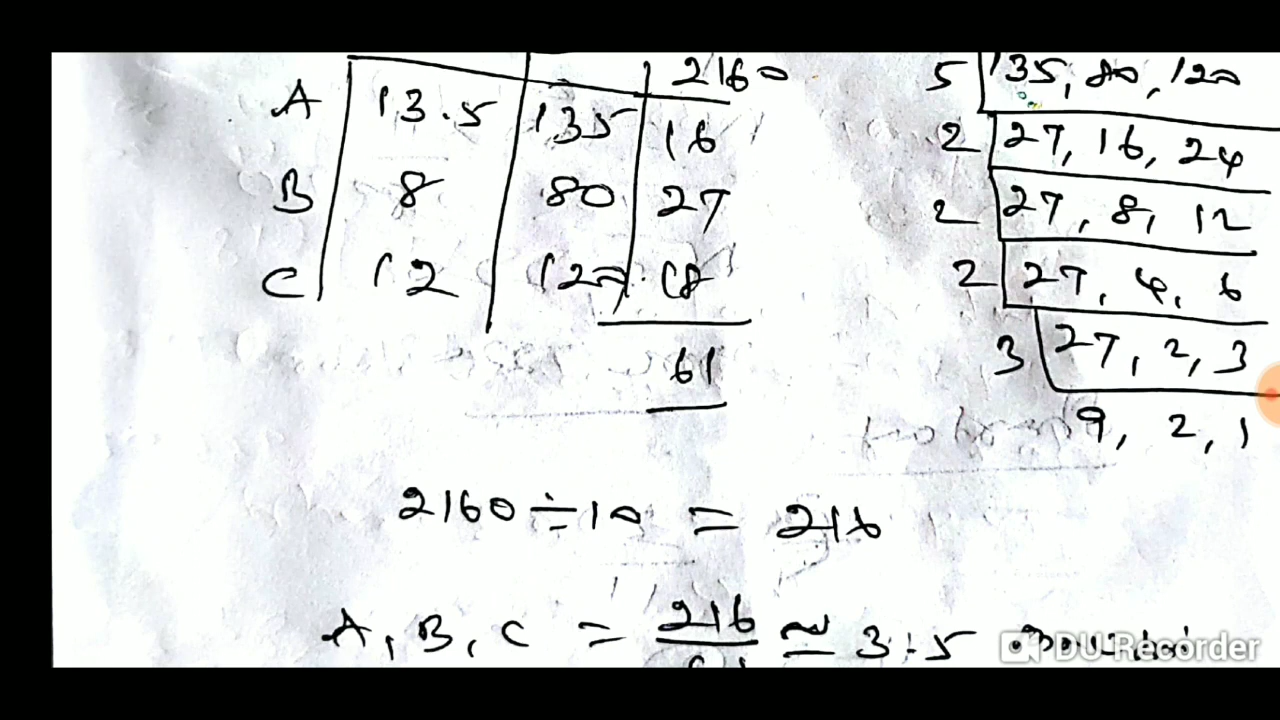 2160
A 13.5 135 16
B 8 80 27
C 12 120 18
61
5 135, 80, 120
2 27, 16, 24
2 27, 8, 12
2 27, 4, 6
3 27, 2, 3
9, 2, 1
2160 ÷ 10 = 216
A, B, C = 216/61 ≃ 3.5
DU Recorder